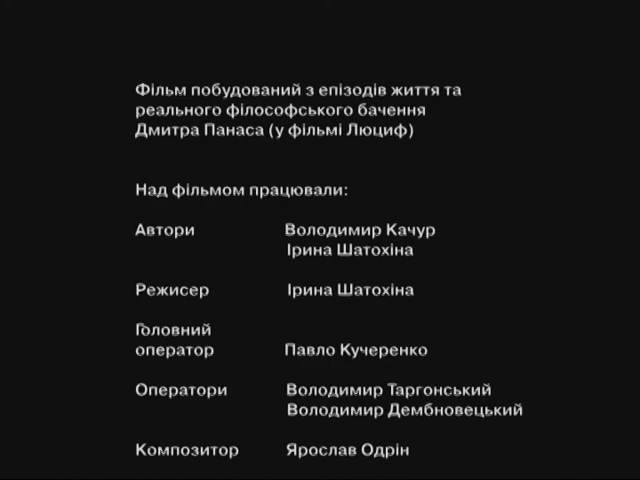 Фільм побудований з епізодів життя та
реального філософського бачення
Дмитра Панаса (у фільмі Люциф)
Над фільмом працювали:
Автори Володимир Качур
Ірина Шатохіна
Режисер Ірина Шатохіна
Головний
оператор Павло Кучеренко
Оператори Володимир Таргонський
Володимир Дембновецький
Композитор Ярослав Одрін